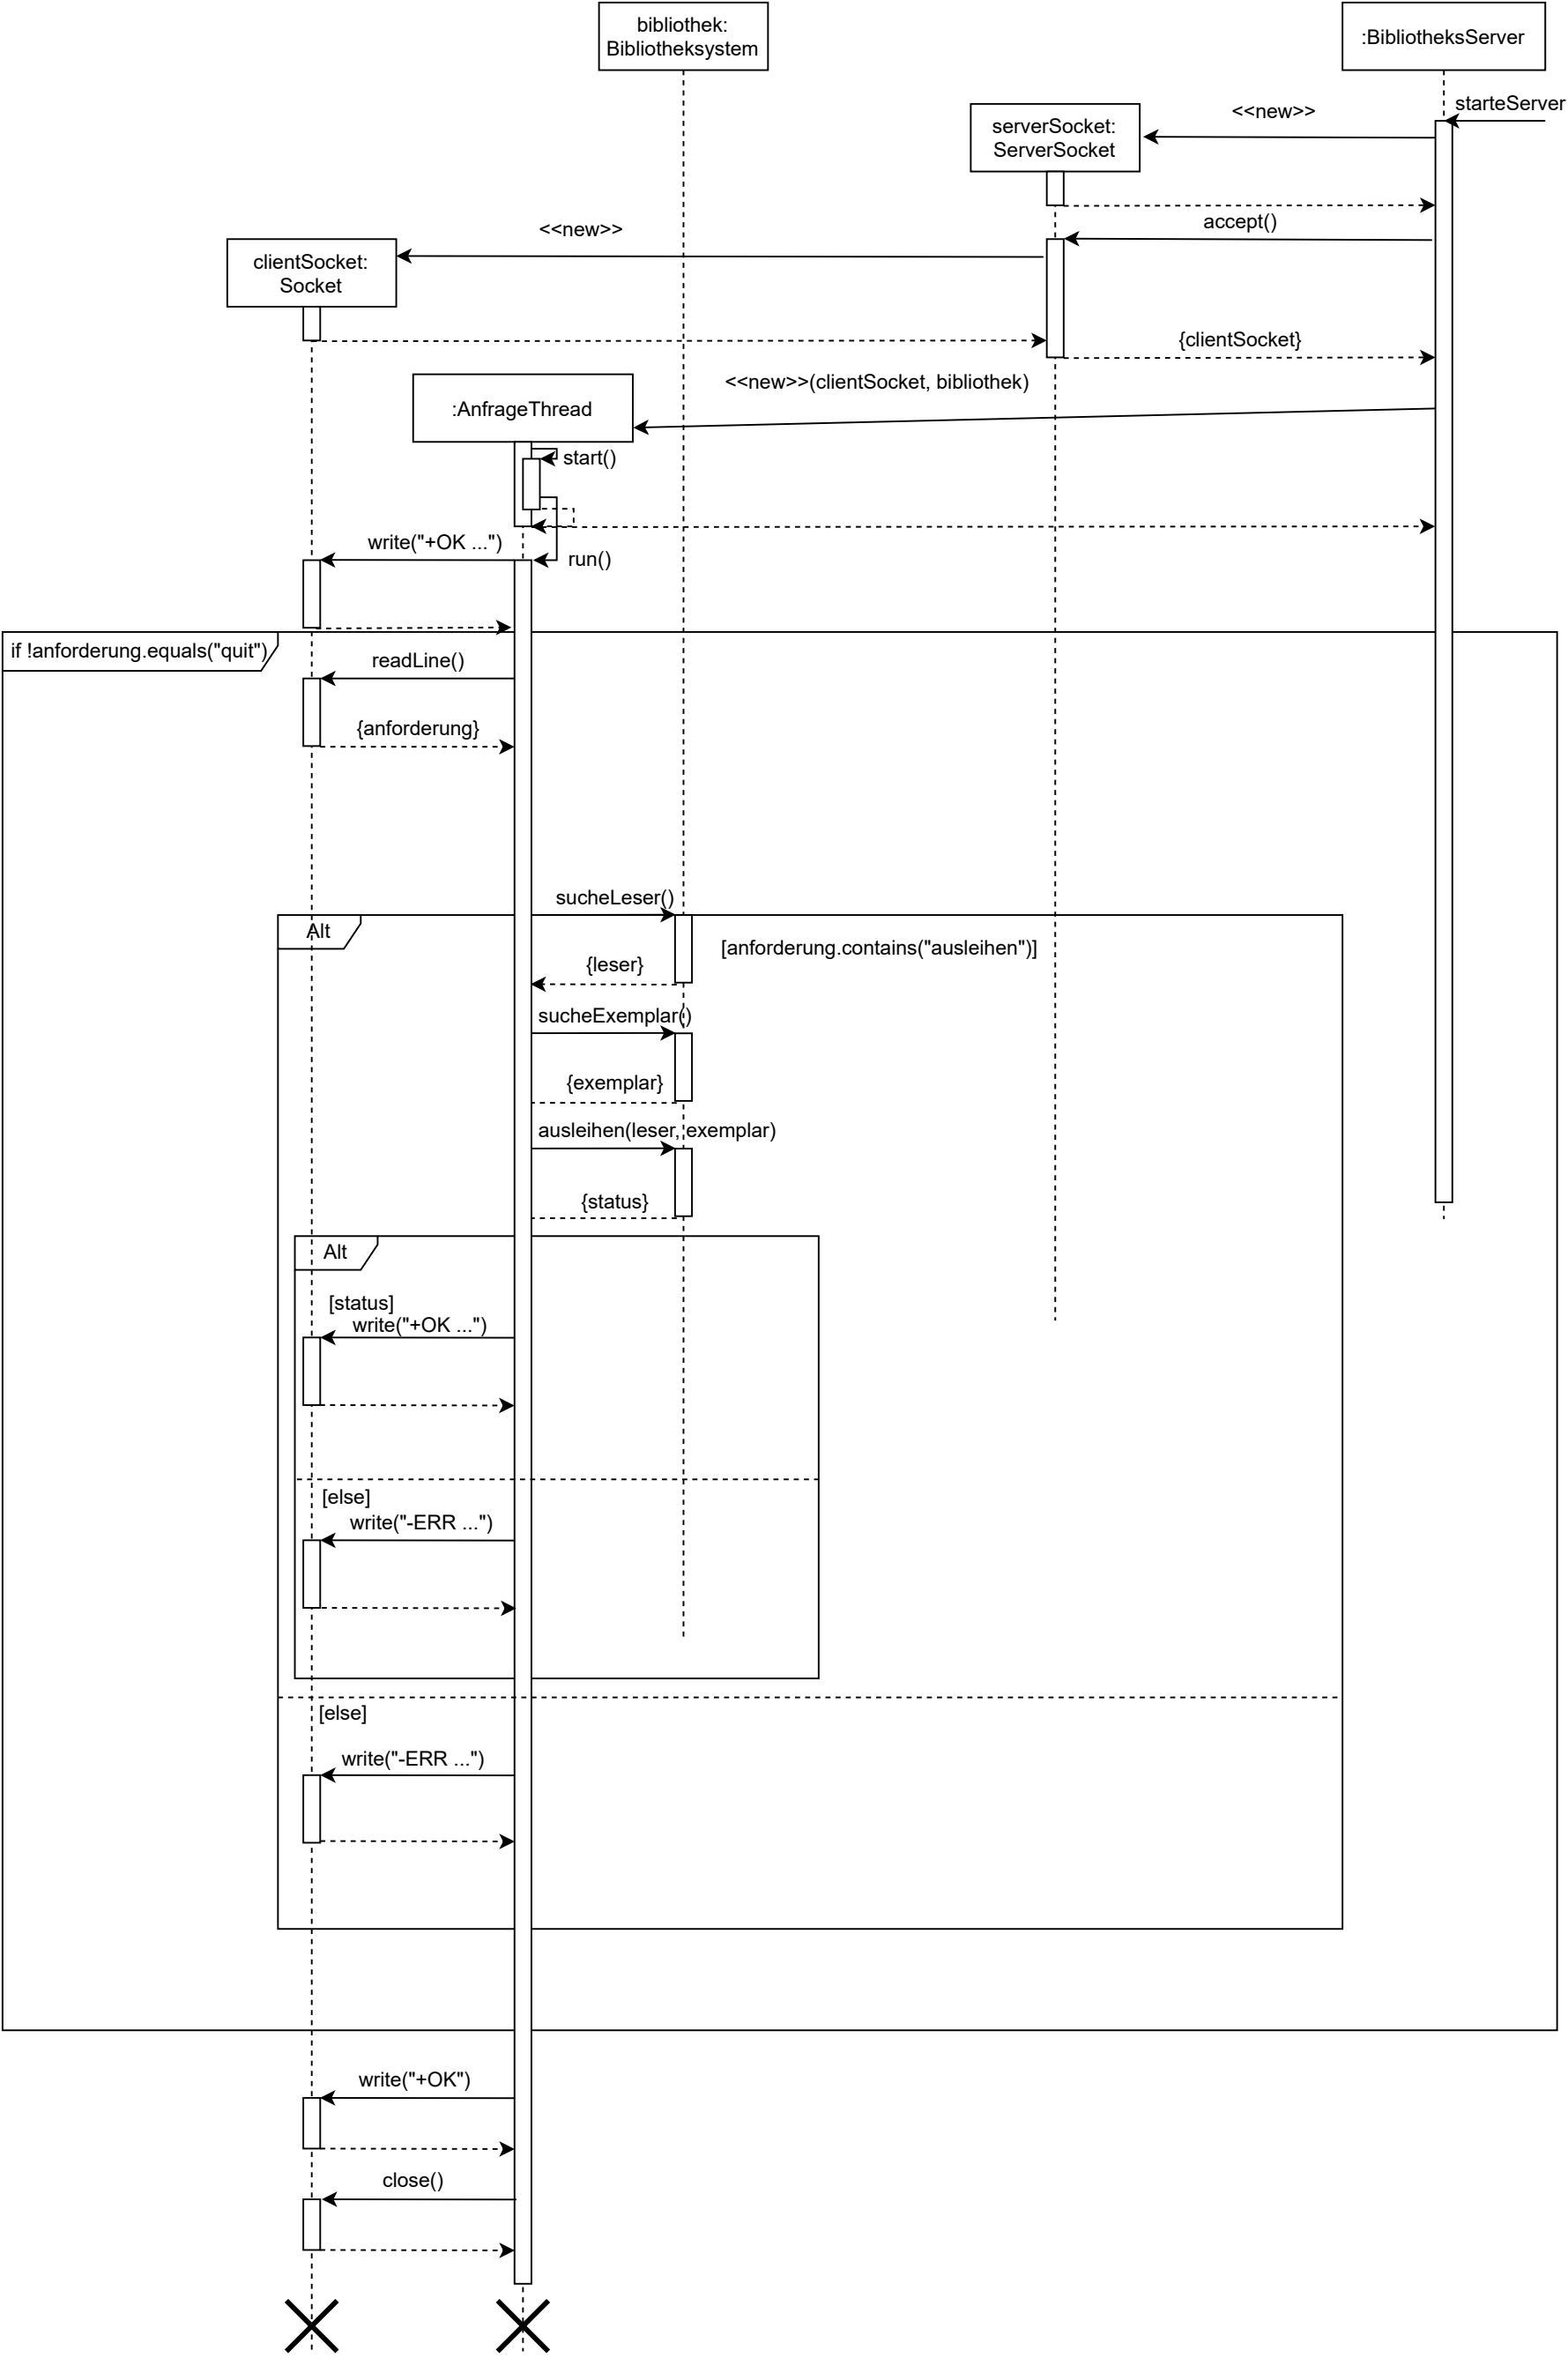 bibliothek:
Bibliotheksystem
:BibliotheksServer
starteServer
<<new>>
serverSocket:
ServerSocket
accept()
<<new>>
clientSocket:
Socket
{clientSocket}
<<new>>(clientSocket, bibliothek)
:AnfrageThread
start()
write("+OK ...")
run()
if !anforderung.equals("quit")
readLine()
{anforderung}
sucheLeser()
Alt
[anforderung.contains("ausleihen")]
{leser}
sucheExemplar()
{exemplar}
ausleihen(leser, exemplar)
{status}
Alt
[status]
write("+OK ...")
[else]
write("-ERR ...")
[else]
write("-ERR ...")
write("+OK")
close()